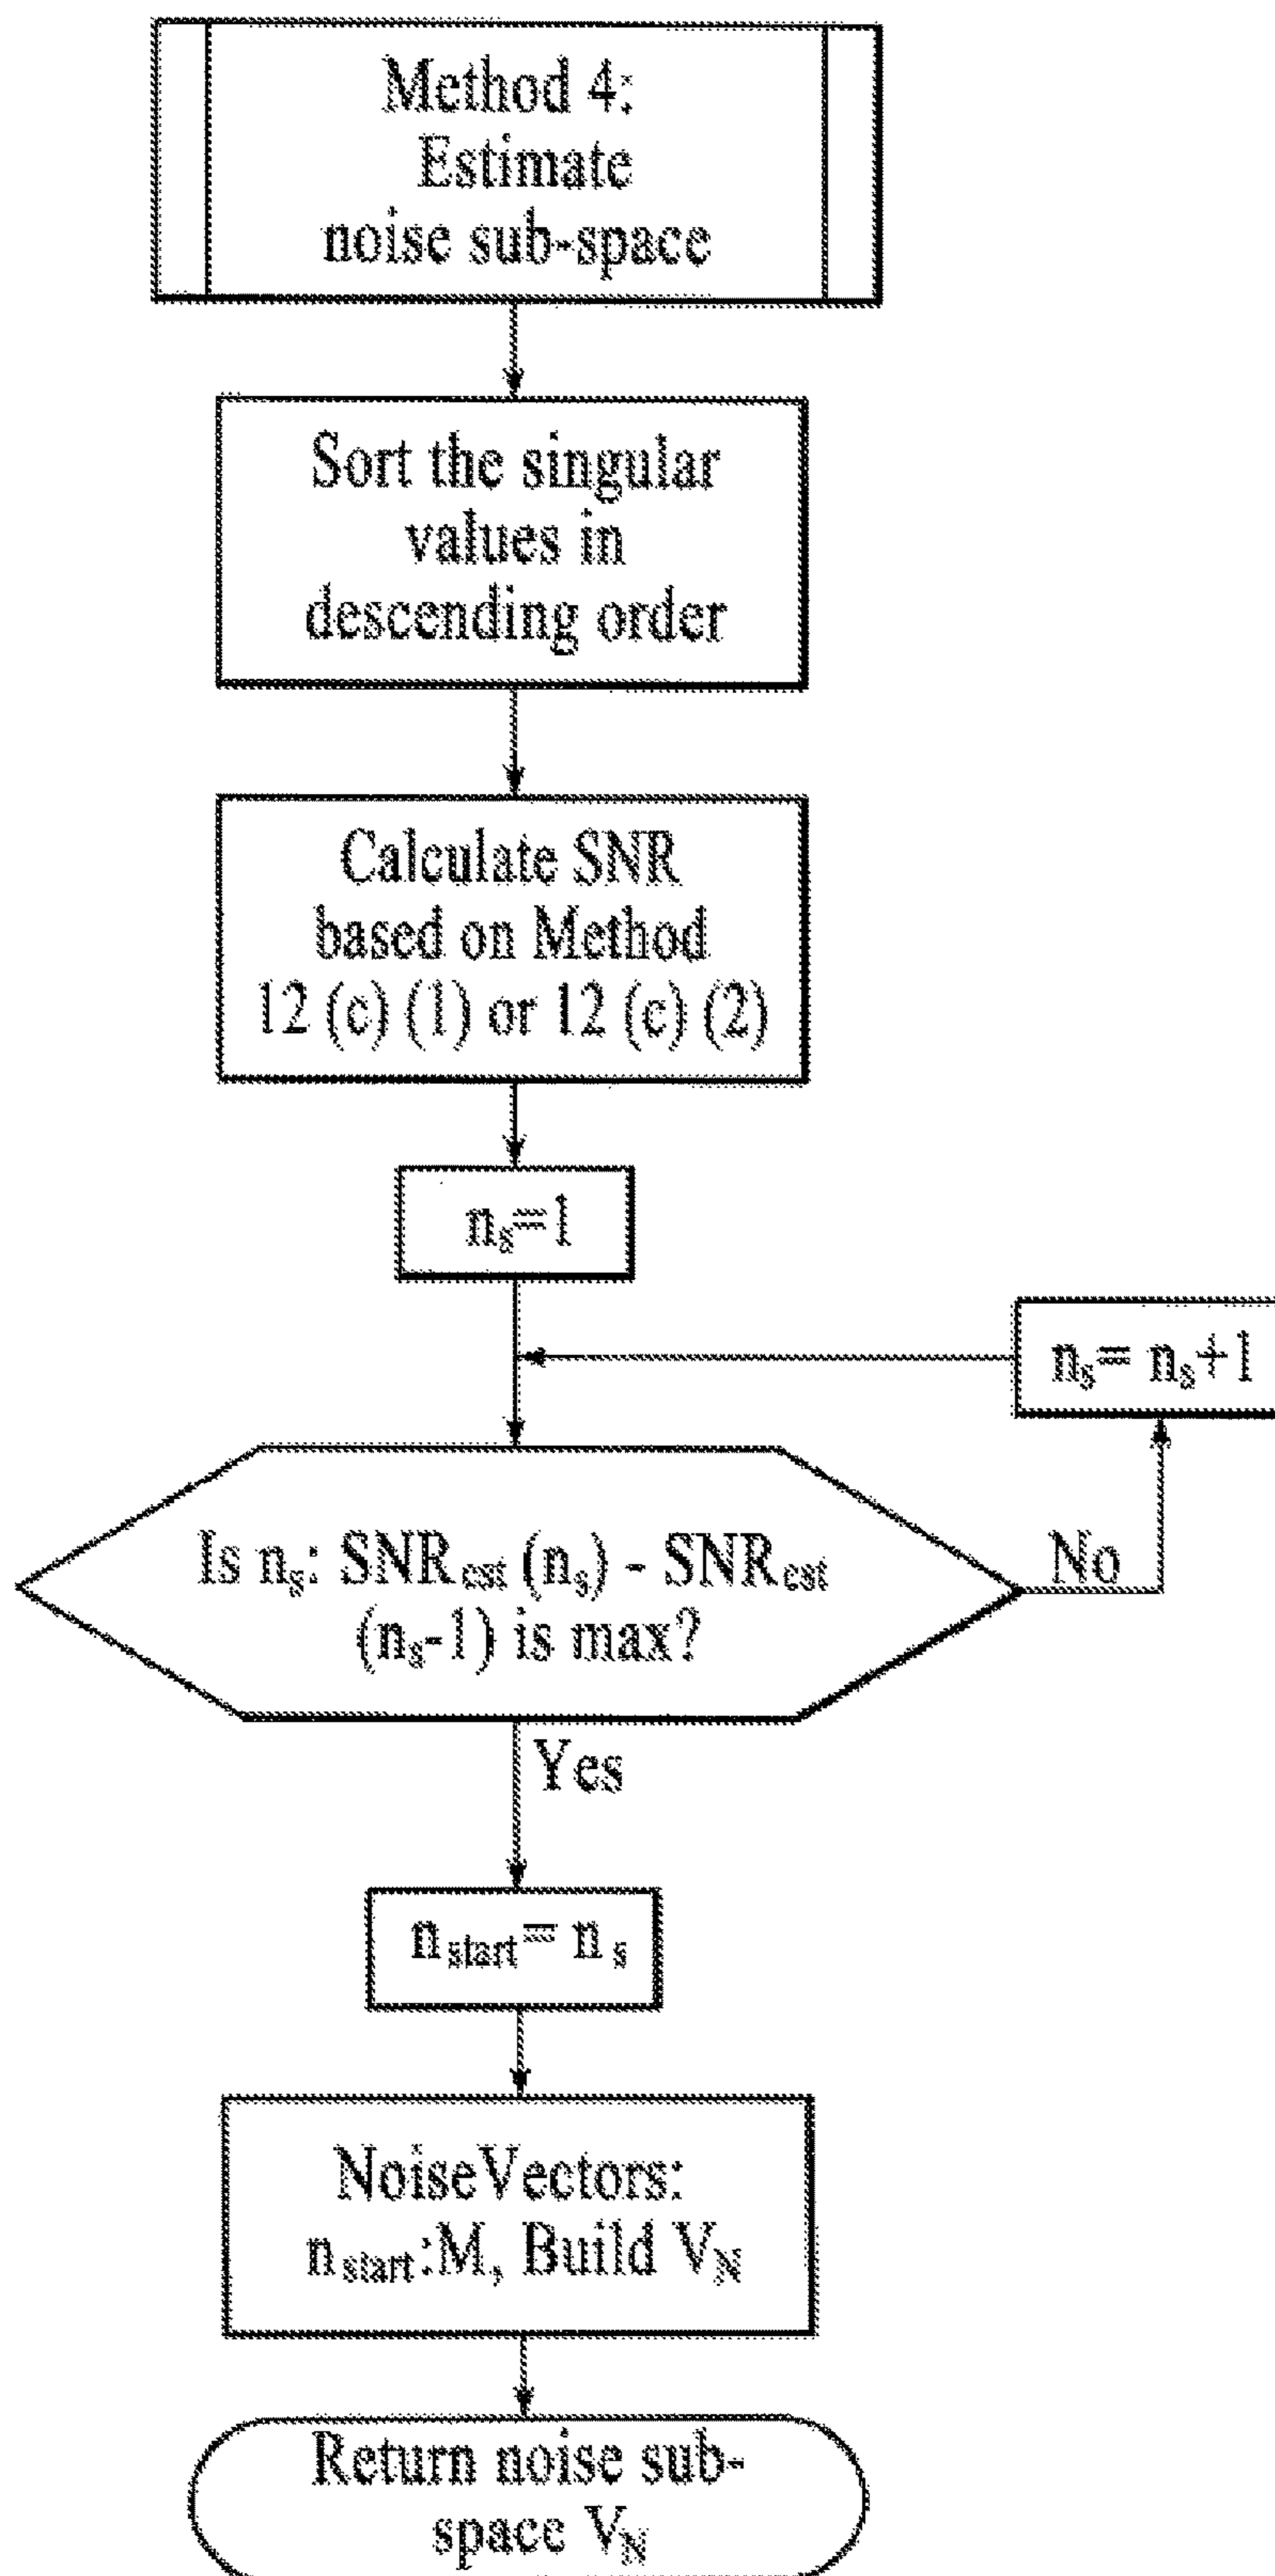 Method 4:
Estimate
noise sub-space
Sort the singular
values in
descending order
Calculate SNR
based on Method
12 (c) (1) or 12 (c) (2)
nₛ=1
nₛ= nₛ+1
Is nₛ: SNRest (nₛ) - SNRest
(nₛ-1) is max?
No
Yes
nstart= nₛ
NoiseVectors:
nstart:M, Build VN
Return noise sub-
space VN